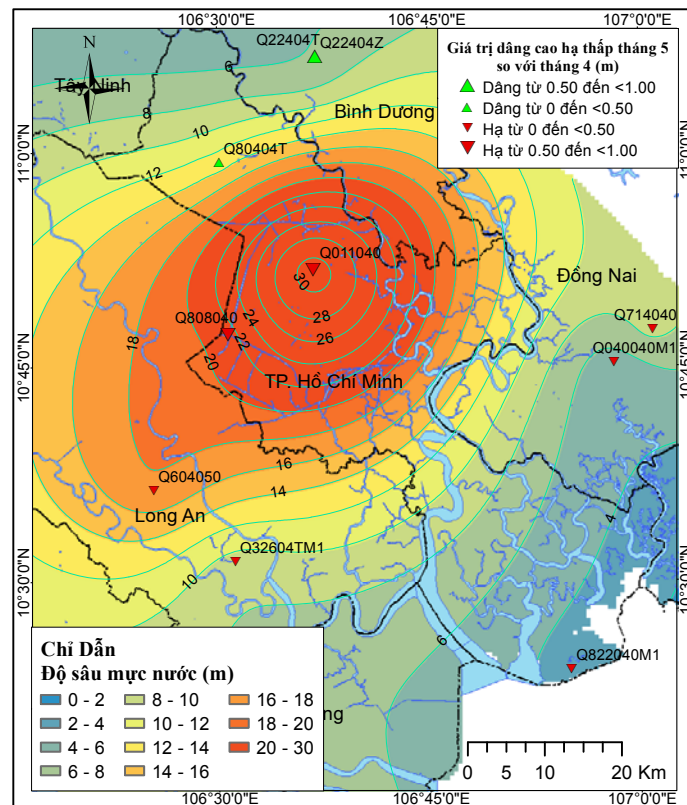 106°30'0"E
106°45'0"E
107°0'0"E
Q22404T
Q22404Z
N
6
Tây Ninh
8
10
Bình Dương
Giá trị dâng cao hạ thấp tháng 5
so với tháng 4 (m)
Dâng từ 0.50 đến <1.00
Dâng từ 0 đến <0.50
Hạ từ 0 đến <0.50
Hạ từ 0.50 đến <1.00
11°0'0"N
11°0'0"N
Q80404T
12
Q011040
30
Đồng Nai
Q808040
24
28
Q714040
18
22
26
20
Q040040M1
10°45'0"N
10°45'0"N
TP. Hồ Chí Minh
16
Q604050
14
Long An
4
Q32604TM1
10
10°30'0"N
10°30'0"N
6
Q822040M1
Chỉ Dẫn
Độ sâu mực nước (m)
0 - 2
2 - 4
4 - 6
6 - 8
8 - 10
10 - 12
12 - 14
14 - 16
16 - 18
18 - 20
20 - 30
ng
0
5
10
20 Km
106°30'0"E
106°45'0"E
107°0'0"E